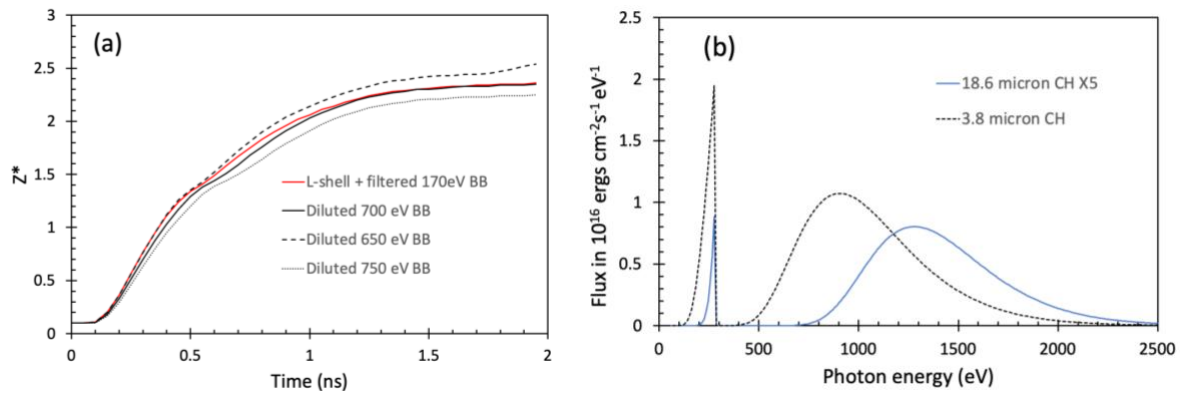 (a)
3
2.5
2
1.5
1
0.5
0
Z*
L-shell + filtered 170eV BB
Diluted 700 eV BB
Diluted 650 eV BB
Diluted 750 eV BB
0 0.5 1 1.5 2
Time (ns)
(b)
2.5
2
1.5
1
0.5
0
Flux in 10¹⁶ ergs cm⁻²s⁻¹ eV⁻¹
18.6 micron CH X5
3.8 micron CH
0 500 1000 1500 2000 2500
Photon energy (eV)